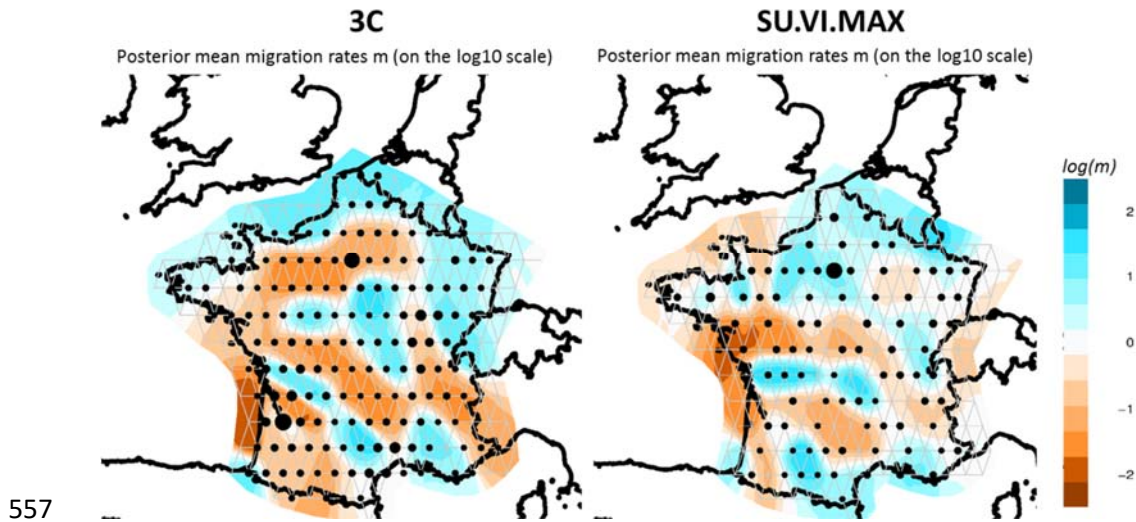 3C
SU.VI.MAX
Posterior mean migration rates m (on the log10 scale)
Posterior mean migration rates m (on the log10 scale)
log(m)
2
1
0
−1
−2
557